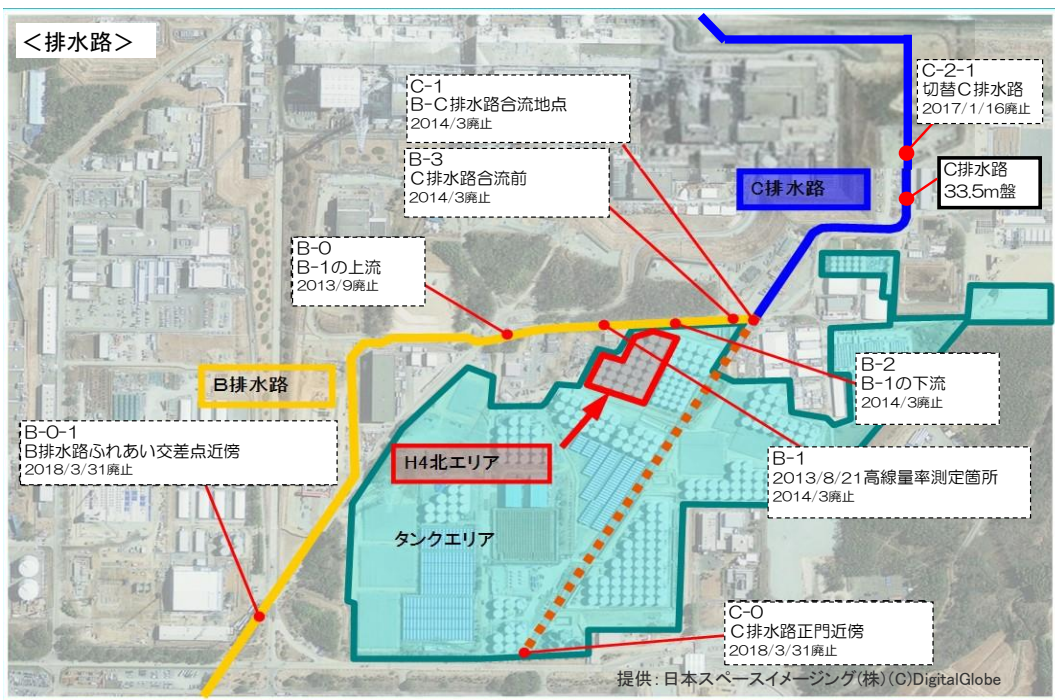 ＜排水路＞
C-1
B-C排水路合流地点
2014/3廃止
C-2-1
切替C排水路
2017/1/16廃止
B-3
C排水路合流前
2014/3廃止
C排水路
C排水路
33.5m盤
B-0
B-1の上流
2013/9廃止
B排水路
B-2
B-1の下流
2014/3廃止
B-0-1
B排水路ふれあい交差点近傍
2018/3/31廃止
H4北エリア
B-1
2013/8/21高線量率測定箇所
2014/3廃止
タンクエリア
C-0
C排水路正門近傍
2018/3/31廃止
提供：日本スペースイメージング(株)(C)DigitalGlobe